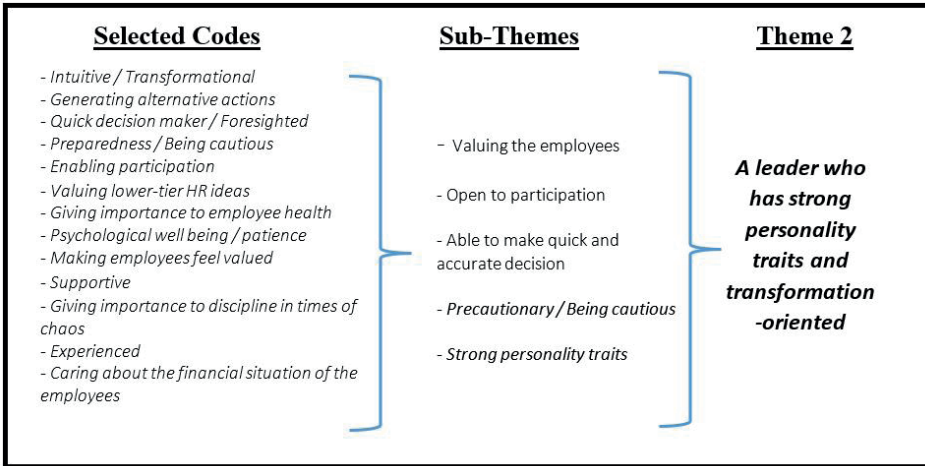 Selected Codes
- Intuitive / Transformational
- Generating alternative actions
- Quick decision maker / Foresighted
- Preparedness / Being cautious
- Enabling participation
- Valuing lower-tier HR ideas
- Giving importance to employee health
- Psychological well being / patience
- Making employees feel valued
- Supportive
- Giving importance to discipline in times of
chaos
- Experienced
- Caring about the financial situation of the
employees
Sub-Themes
- Valuing the employees
- Open to participation
- Able to make quick and
accurate decision
- Precautionary / Being cautious
- Strong personality traits
Theme 2
A leader who
has strong
personality
traits and
transformation
-oriented